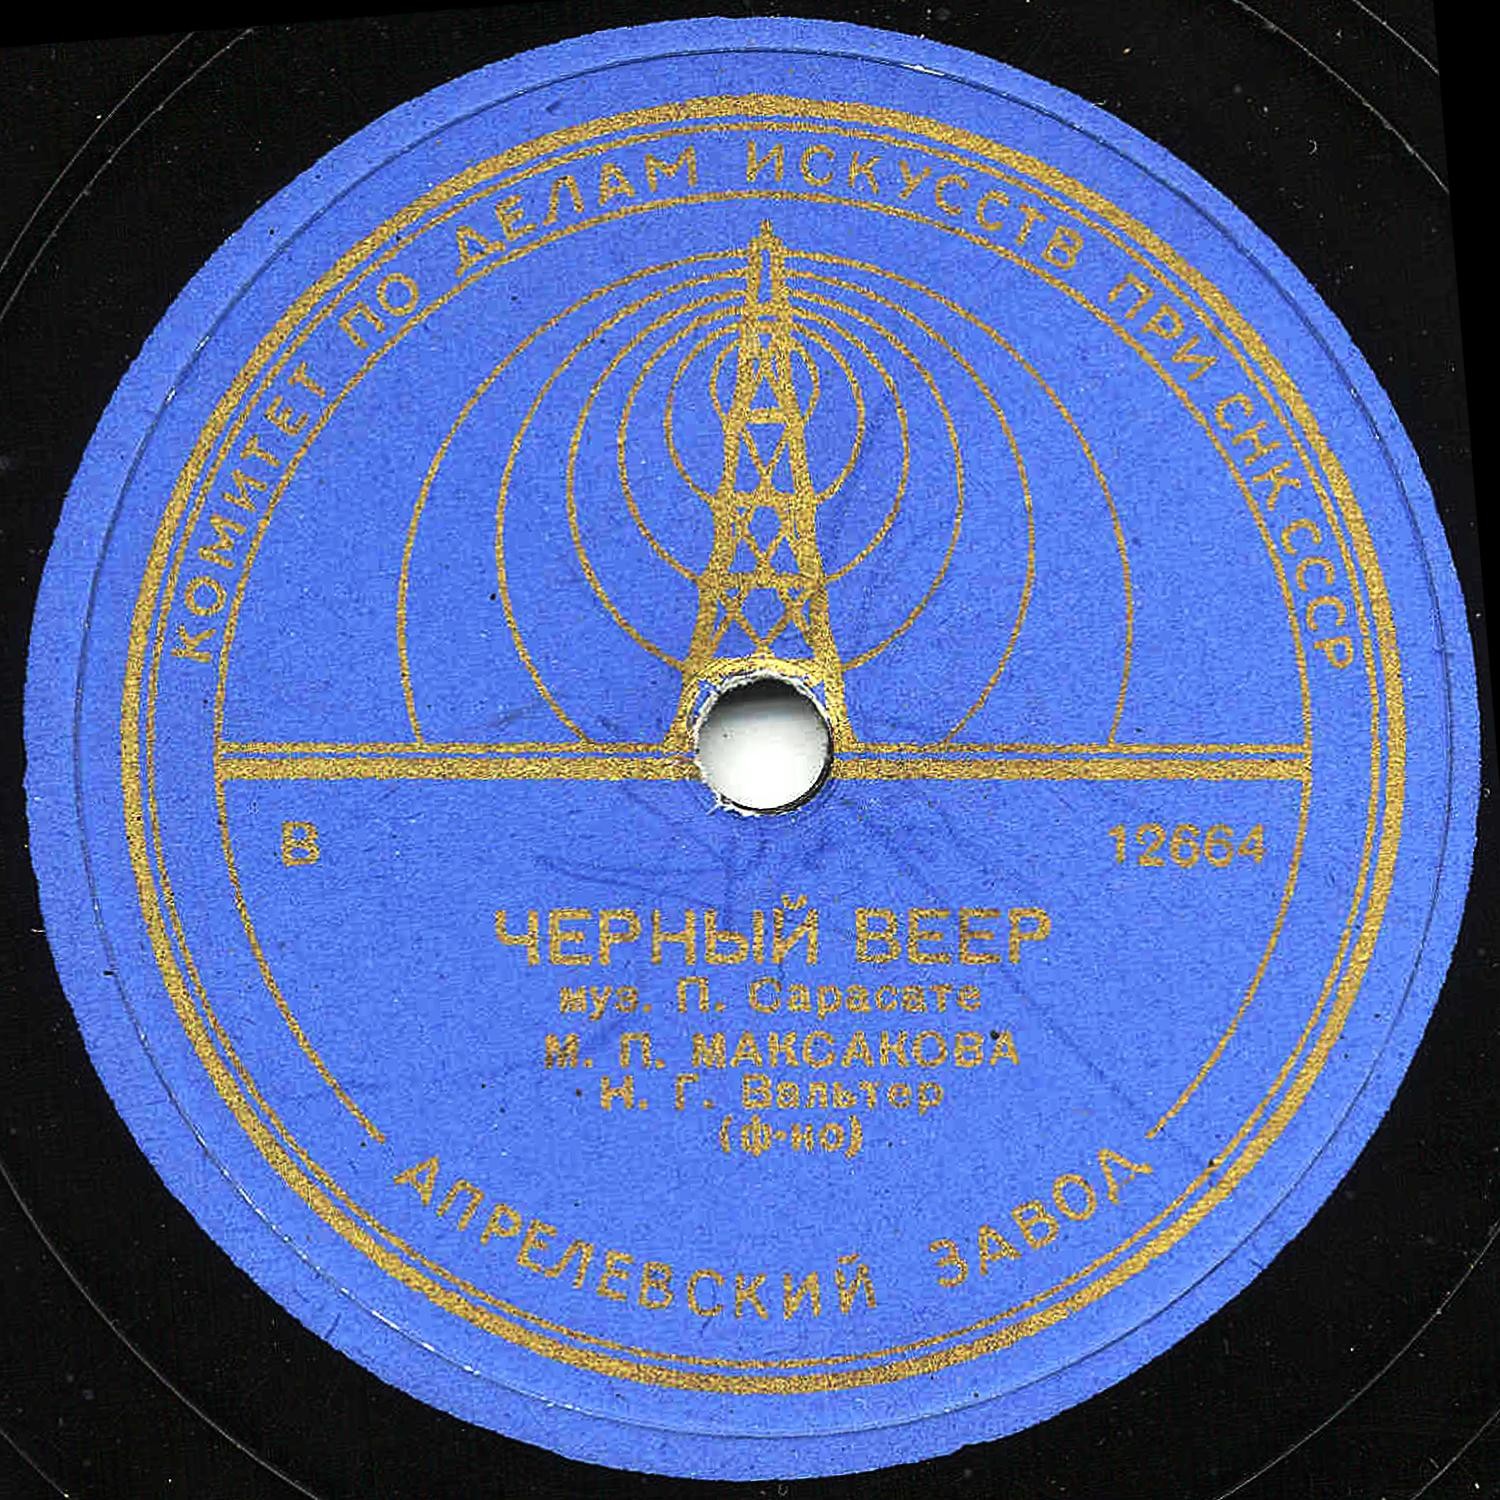 КОМИТЕТ ПО ДЕЛАМ ИСКУССТВ ПРИ СНК СССР
В 12664
ЧЕРНЫЙ ВЕЕР
муз. П. Сарасате
М. П. МАКСАКОВА
Н. Г. Вальтер
(ф-но)
АПРЕЛЕВСКИЙ ЗАВОД